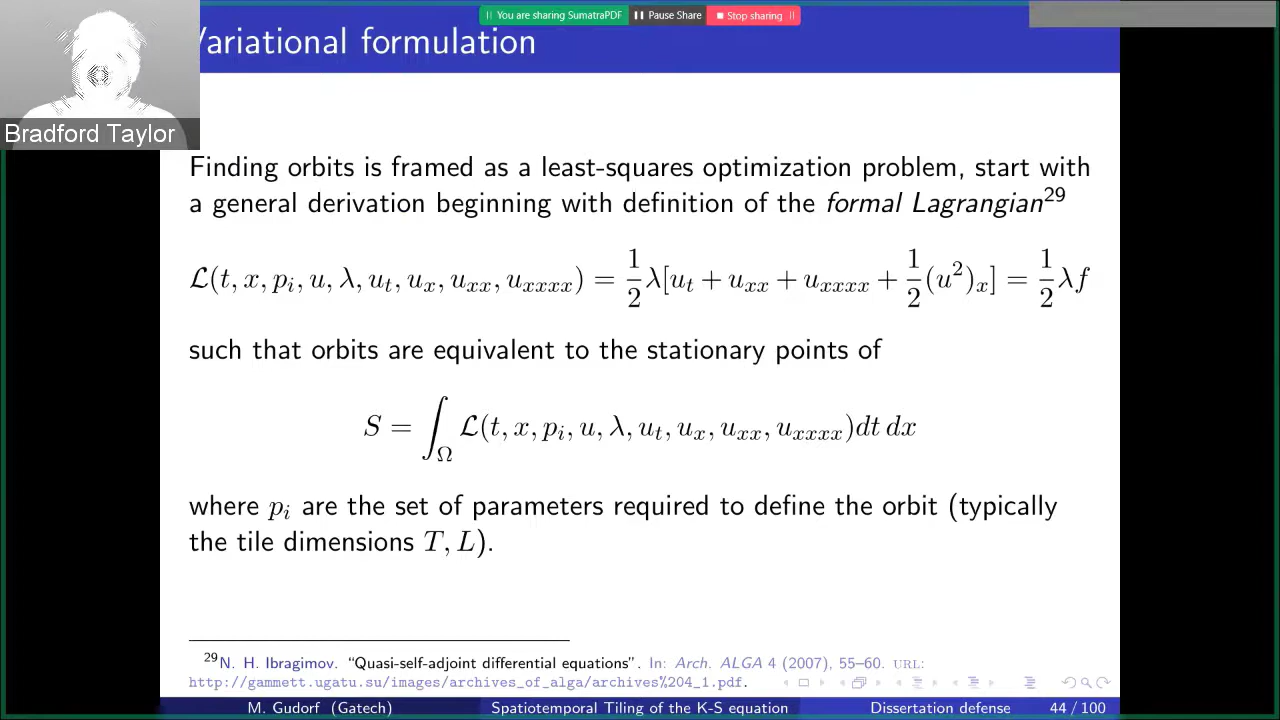 You are sharing SumatraPDF Pause Share Stop sharing
Variational formulation
Bradford Taylor
Finding orbits is framed as a least-squares optimization problem, start with
a general derivation beginning with definition of the formal Lagrangian²⁹
ℒ(t, x, pᵢ, u, λ, u_t, u_x, u_xx, u_xxxx) = 1/2 λ[u_t + u_xx + u_xxxx + 1/2 (u²)_x] = 1/2 λf
such that orbits are equivalent to the stationary points of
S = ∫_Ω ℒ(t, x, pᵢ, u, λ, u_t, u_x, u_xx, u_xxxx)dt dx
where pᵢ are the set of parameters required to define the orbit (typically
the tile dimensions T, L).
²⁹N. H. Ibragimov. “Quasi-self-adjoint differential equations”. In: Arch. ALGA 4 (2007), 55–60. URL:
http://gammett.ugatu.su/images/archives_of_alga/archives%204_1.pdf.
M. Gudorf (Gatech) Spatiotemporal Tiling of the K-S equation Dissertation defense 44 / 100